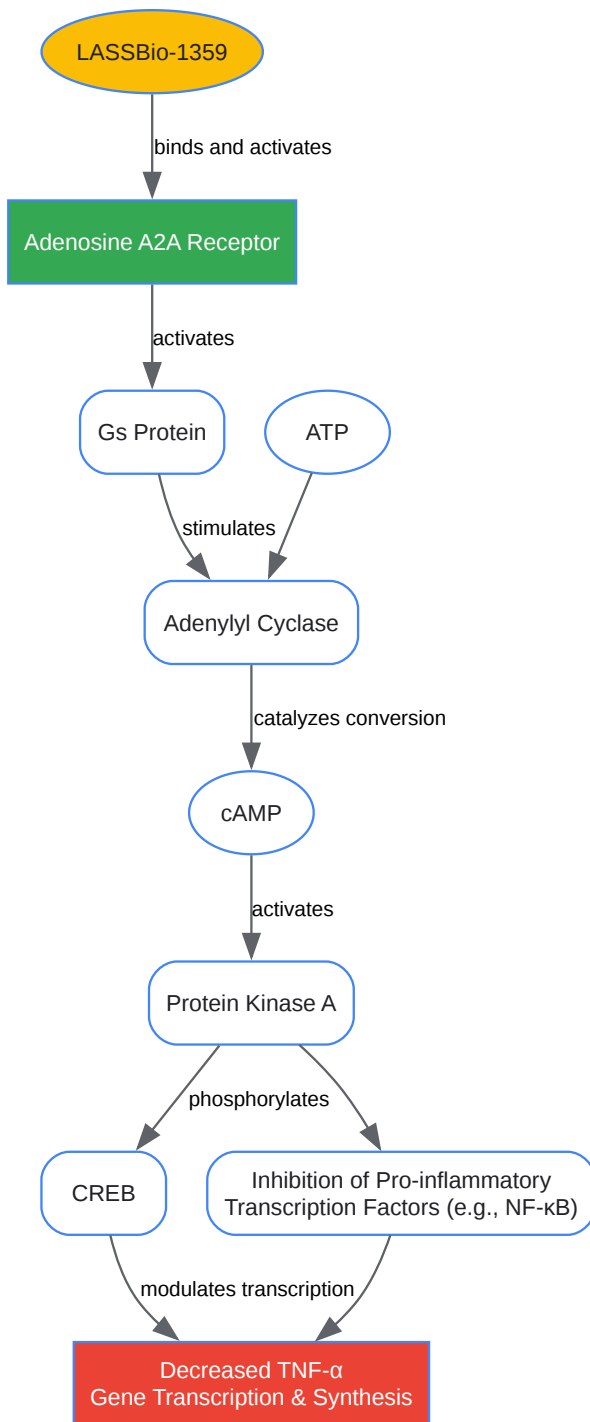 LASSBio-1359
binds and activates
Adenosine A2A Receptor
activates
Gs Protein
ATP
stimulates
Adenylyl Cyclase
catalyzes conversion
cAMP
activates
Protein Kinase A
phosphorylates
CREB
Inhibition of Pro-inflammatory
Transcription Factors (e.g., NF-κB)
modulates transcription
Decreased TNF-α
Gene Transcription & Synthesis